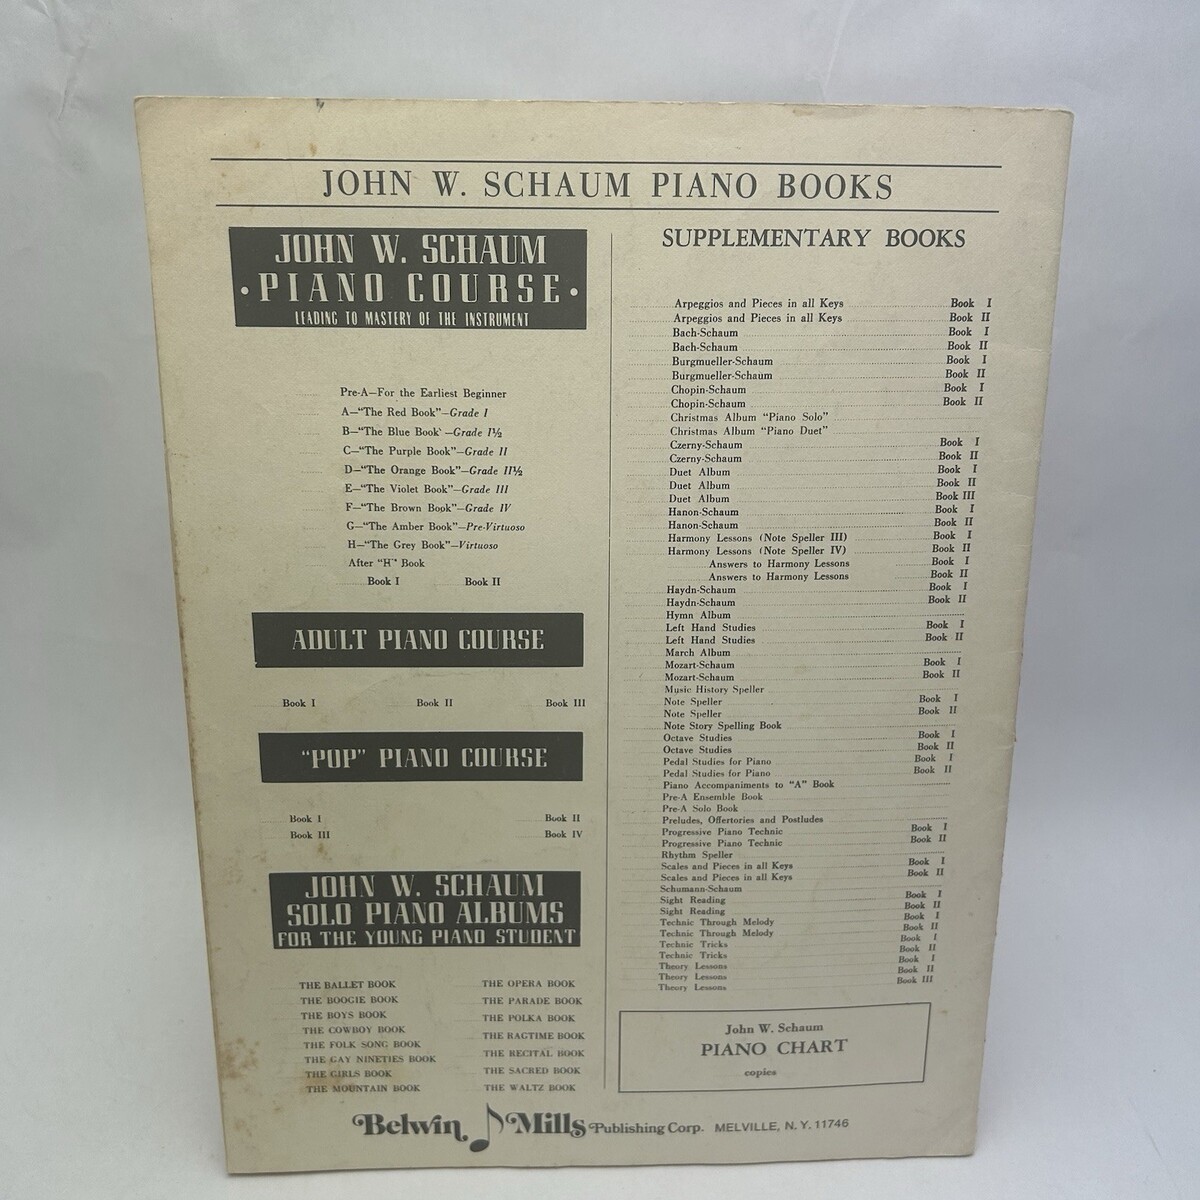 JOHN W. SCHAUM PIANO BOOKS
JOHN W. SCHAUM
• PIANO COURSE •
LEADING TO MASTERY OF THE INSTRUMENT
Pre-A—For the Earliest Beginner
A—“The Red Book”—Grade I
B—“The Blue Book—Grade I½
C—“The Purple Book”—Grade II
D—“The Orange Book”—Grade II½
E—“The Violet Book”—Grade III
F—“The Brown Book”—Grade IV
G—“The Amber Book”—Pre-Virtuoso
H—“The Grey Book”—Virtuoso
After “H” Book
Book I Book II
ADULT PIANO COURSE
Book I Book II Book III
“POP” PIANO COURSE
Book I Book II
Book III Book IV
JOHN W. SCHAUM
SOLO PIANO ALBUMS
FOR THE YOUNG PIANO STUDENT
THE BALLET BOOK
THE BOOGIE BOOK
THE BOYS BOOK
THE COWBOY BOOK
THE FOLK SONG BOOK
THE GAY NINETIES BOOK
THE GIRLS BOOK
THE MOUNTAIN BOOK
THE OPERA BOOK
THE PARADE BOOK
THE POLKA BOOK
THE RAGTIME BOOK
THE RECITAL BOOK
THE SACRED BOOK
THE WALTZ BOOK
SUPPLEMENTARY BOOKS
Arpeggios and Pieces in all Keys Book I
Arpeggios and Pieces in all Keys Book II
Bach-Schaum Book I
Bach-Schaum Book II
Burgmueller-Schaum Book I
Burgmueller-Schaum Book II
Chopin-Schaum Book I
Chopin-Schaum Book II
Christmas Album “Piano Solo”
Christmas Album “Piano Duet”
Czerny-Schaum Book I
Czerny-Schaum Book II
Duet Album Book I
Duet Album Book II
Duet Album Book III
Hanon-Schaum Book I
Hanon-Schaum Book II
Harmony Lessons (Note Speller III) Book I
Harmony Lessons (Note Speller IV) Book II
Answers to Harmony Lessons Book I
Answers to Harmony Lessons Book II
Haydn-Schaum Book I
Haydn-Schaum Book II
Hymn Album
Left Hand Studies Book I
Left Hand Studies Book II
March Album
Mozart-Schaum Book I
Mozart-Schaum Book II
Music History Speller
Note Speller Book I
Note Speller Book II
Note Story Spelling Book
Octave Studies Book I
Octave Studies Book II
Pedal Studies for Piano Book I
Pedal Studies for Piano Book II
Piano Accompaniments to “A” Book
Pre-A Ensemble Book
Pre-A Solo Book
Preludes, Offertories and Postludes
Progressive Piano Technic Book I
Progressive Piano Technic Book II
Rhythm Speller
Scales and Pieces in all Keys Book I
Scales and Pieces in all Keys Book II
Schumann-Schaum
Sight Reading Book I
Sight Reading Book II
Technic Through Melody Book I
Technic Through Melody Book II
Technic Tricks Book I
Technic Tricks Book II
Theory Lessons Book I
Theory Lessons Book II
Theory Lessons Book III
John W. Schaum
PIANO CHART
copies
Belwin Mills Publishing Corp. MELVILLE, N.Y. 11746